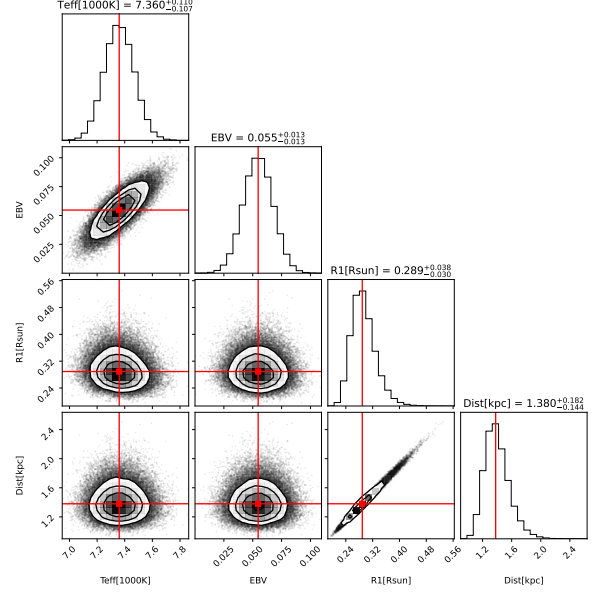 Teff[1000K] = 7.360+0.110 −0.107
EBV = 0.055+0.013 −0.013
0.100
0.075
0.050
0.025
EBV
R1[Rsun] = 0.289+0.038 −0.030
0.56
0.48
0.40
0.32
0.24
R1[Rsun]
Dist[kpc] = 1.380+0.182 −0.144
2.4
2.0
1.6
1.2
Dist[kpc]
7.0 7.2 7.4 7.6 7.8 0.025 0.050 0.075 0.100 0.24 0.32 0.40 0.48 0.56 1.2 1.6 2.0 2.4
Teff[1000K] EBV R1[Rsun] Dist[kpc]